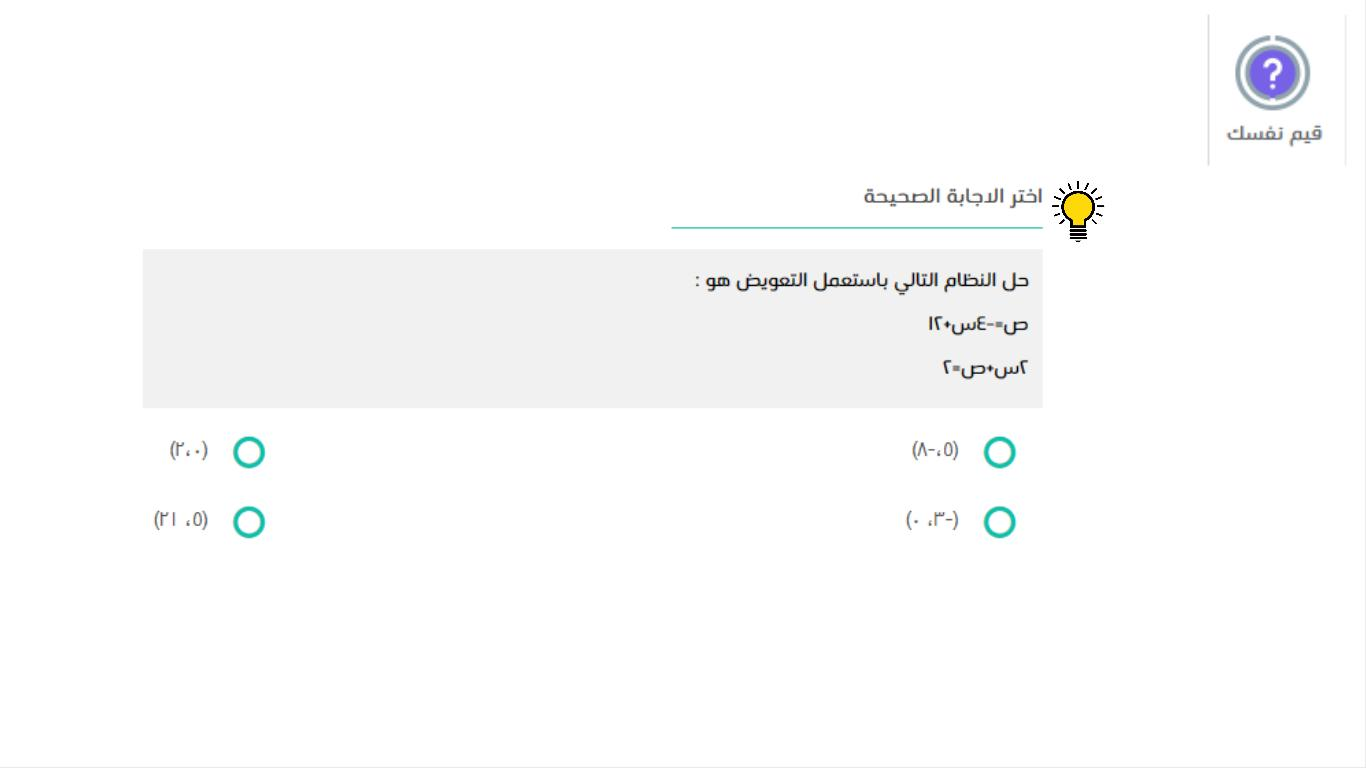 قيم نفسك
اختر الاجابة الصحيحة
حل النظام التالي باستعمل التعويض هو :
ص=-٤س+١٢
٢س+ص=٢
(٥،-٨)
(٢،٠)
(-٣، ٠)
(٥، ٢١)